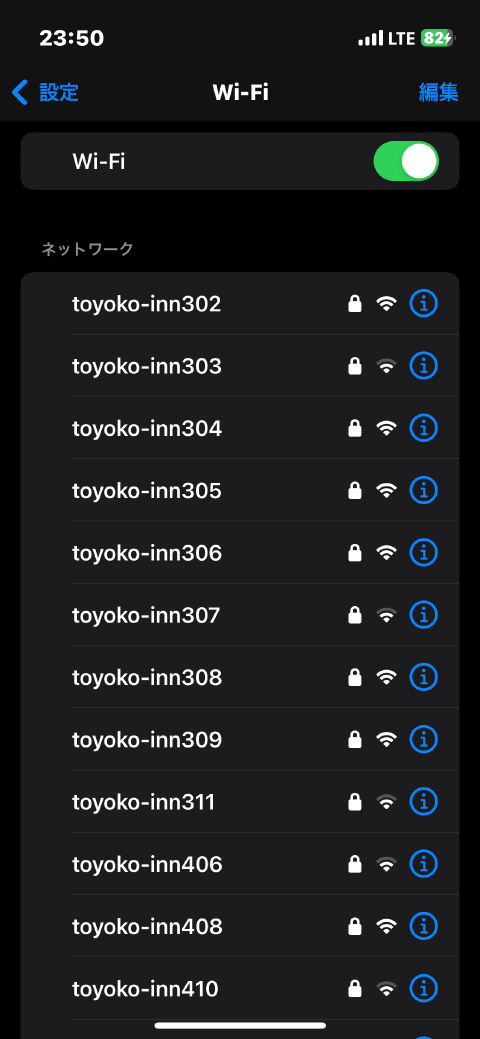 23:50
LTE 82
設定
Wi-Fi
編集
Wi-Fi
ネットワーク
toyoko-inn302
toyoko-inn303
toyoko-inn304
toyoko-inn305
toyoko-inn306
toyoko-inn307
toyoko-inn308
toyoko-inn309
toyoko-inn311
toyoko-inn406
toyoko-inn408
toyoko-inn410